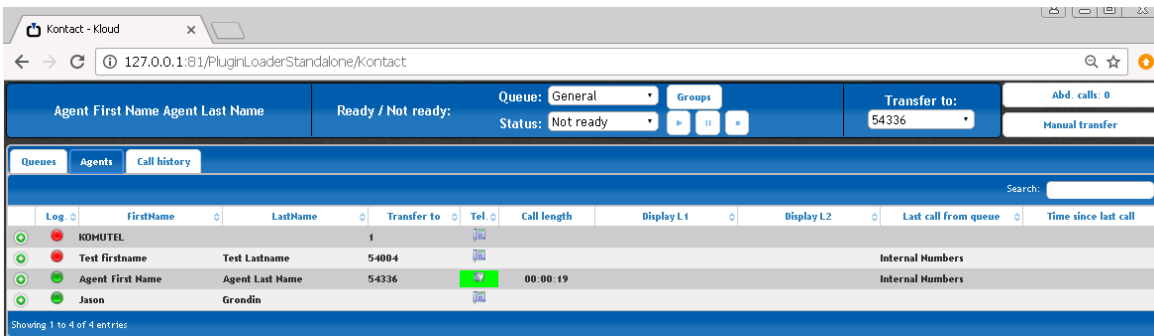 Kontact - Kloud
127.0.0.1:81/PluginLoaderStandalone/Kontact
Agent First Name Agent Last Name
Ready / Not ready:
Queue: General
Groups
Status: Not ready
Transfer to:
54336
Abd. calls: 0
Manual transfer
Queues Agents Call history
Search:
Log. FirstName LastName Transfer to Tel. Call length Display L1 Display L2 Last call from queue Time since last call
KOMUTEL 1
Test firstname Test Lastname 54004 Internal Numbers
Agent First Name Agent Last Name 54336 00:00:19 Internal Numbers
Jason Grondin
Showing 1 to 4 of 4 entries